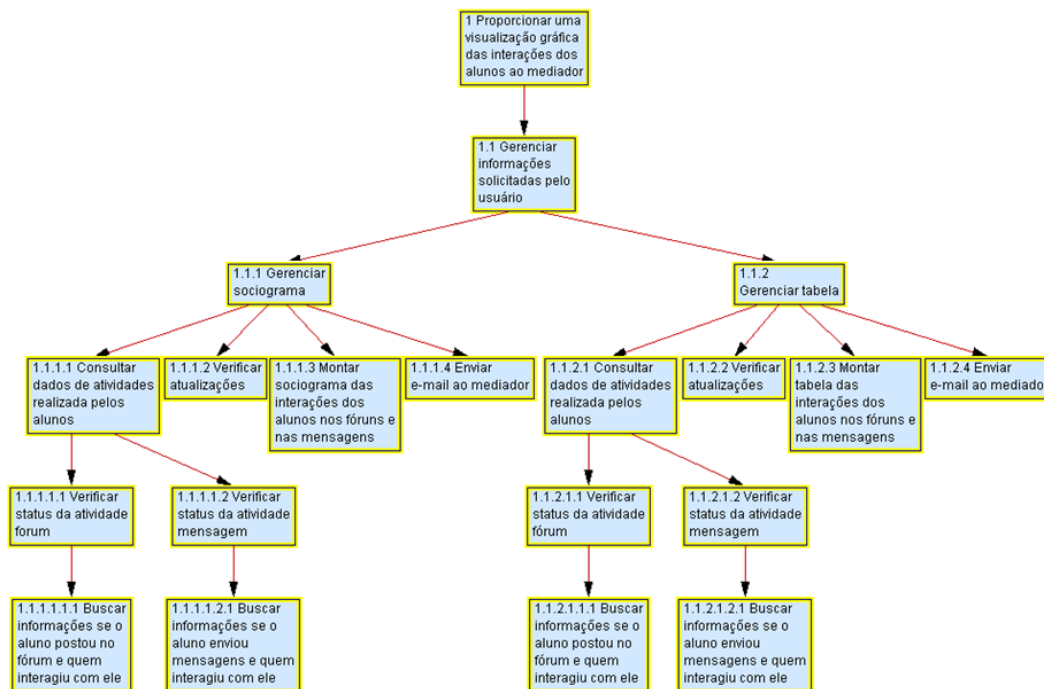 1 Proporcionar uma
visualização gráfica
das interações dos
alunos ao mediador
1.1 Gerenciar
informações
solicitadas pelo
usuário
1.1.1 Gerenciar
sociograma
1.1.2
Gerenciar tabela
1.1.1.1 Consultar
dados de atividades
realizada pelos
alunos
1.1.1.2 Verificar
atualizações
1.1.1.3 Montar
sociograma das
interações dos
alunos nos fóruns e
nas mensagens
1.1.1.4 Enviar
e-mail ao mediador
1.1.2.1 Consultar
dados de atividades
realizada pelos
alunos
1.1.2.2 Verificar
atualizações
1.1.2.3 Montar
tabela das
interações dos
alunos nos fóruns e
nas mensagens
1.1.2.4 Enviar
e-mail ao mediador
1.1.1.1.1 Verificar
status da atividade
forum
1.1.1.1.2 Verificar
status da atividade
mensagem
1.1.2.1.1 Verificar
status da atividade
fórum
1.1.2.1.2 Verificar
status da atividade
mensagem
1.1.1.1.1.1 Buscar
informações se o
aluno postou no
fórum e quem
interagiu com ele
1.1.1.1.2.1 Buscar
informações se o
aluno enviou
mensagens e quem
interagiu com ele
1.1.2.1.1.1 Buscar
informações se o
aluno postou no
fórum e quem
interagiu com ele
1.1.2.1.2.1 Buscar
informações se o
aluno enviou
mensagens e quem
interagiu com ele